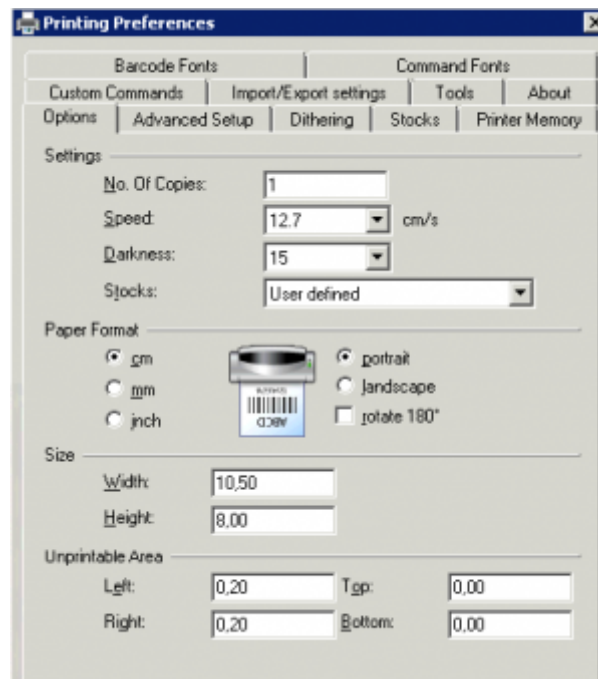 Printing Preferences
Barcode Fonts Command Fonts
Custom Commands Import/Export settings Tools About
Options Advanced Setup Dithering Stocks Printer Memory
Settings
No. Of Copies: 1
Speed: 12.7 cm/s
Darkness: 15
Stocks: User defined
Paper Format
cm portrait
mm landscape
inch rotate 180°
ABCD
Size
Width: 10,50
Height: 8,00
Unprintable Area
Left: 0,20 Top: 0,00
Right: 0,20 Bottom: 0,00